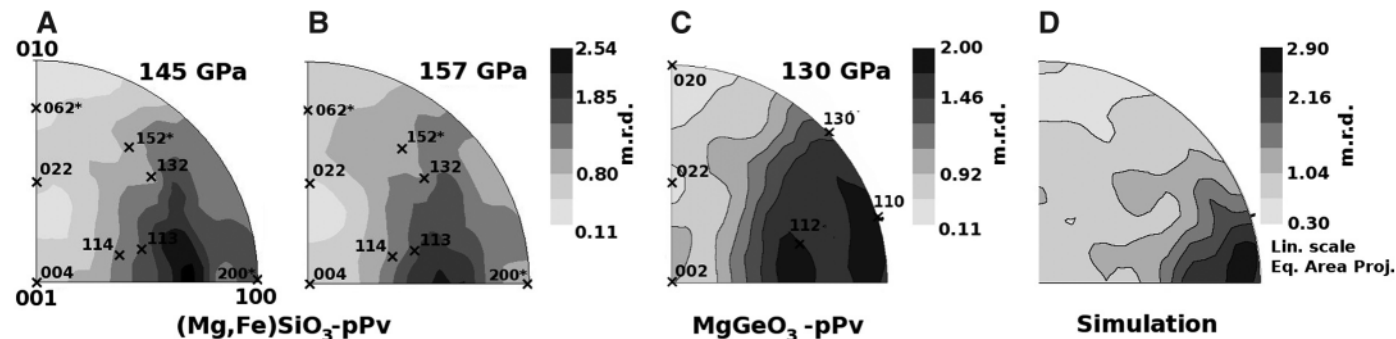 A
B
C
D
010
145 GPa
062*
152*
132
022
114
113
004
200*
001
100
157 GPa
062*
152*
132
022
114
113
004
200*
2.54
1.85
0.80
0.11
m.r.d.
(Mg,Fe)SiO3-pPv
130 GPa
020
130
022
110
112
002
2.00
1.46
0.92
0.11
m.r.d.
MgGeO3-pPv
2.90
2.16
1.04
0.30
m.r.d.
Lin. scale
Eq. Area Proj.
Simulation